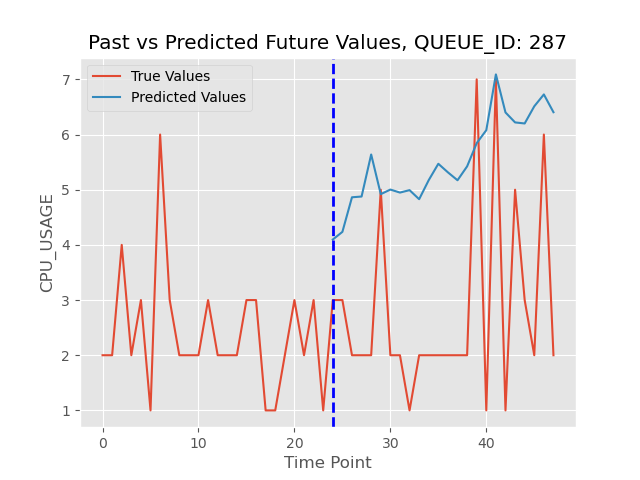 Past vs Predicted Future Values, QUEUE_ID: 287
True Values
Predicted Values
CPU_USAGE
7
6
5
4
3
2
1
0 10 20 30 40
Time Point